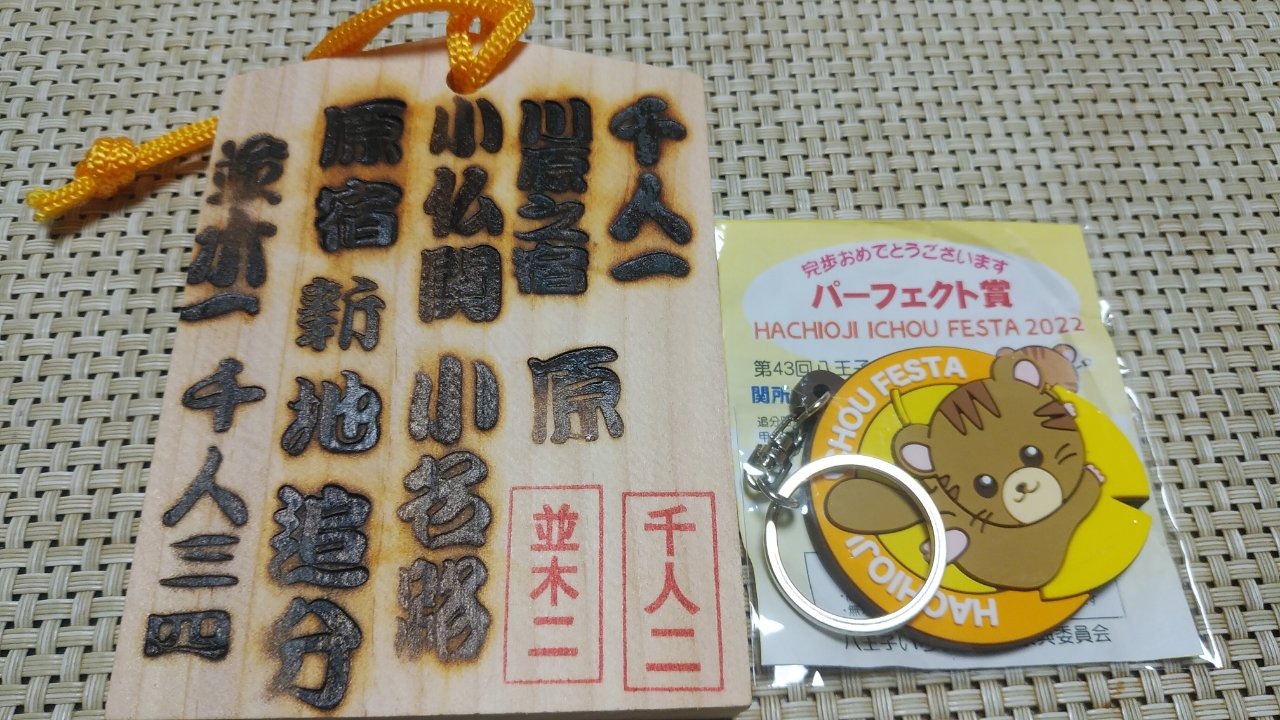 千人一
川原之宿 原
小仏関 小名路
原宿 新地 追分
並木一 千人三四
千人二
並木二
完歩おめでとうございます
パーフェクト賞
HACHIOJI ICHOU FESTA 2022
第43回八王子
関所
追分
HACHIOJI
CHOU FESTA